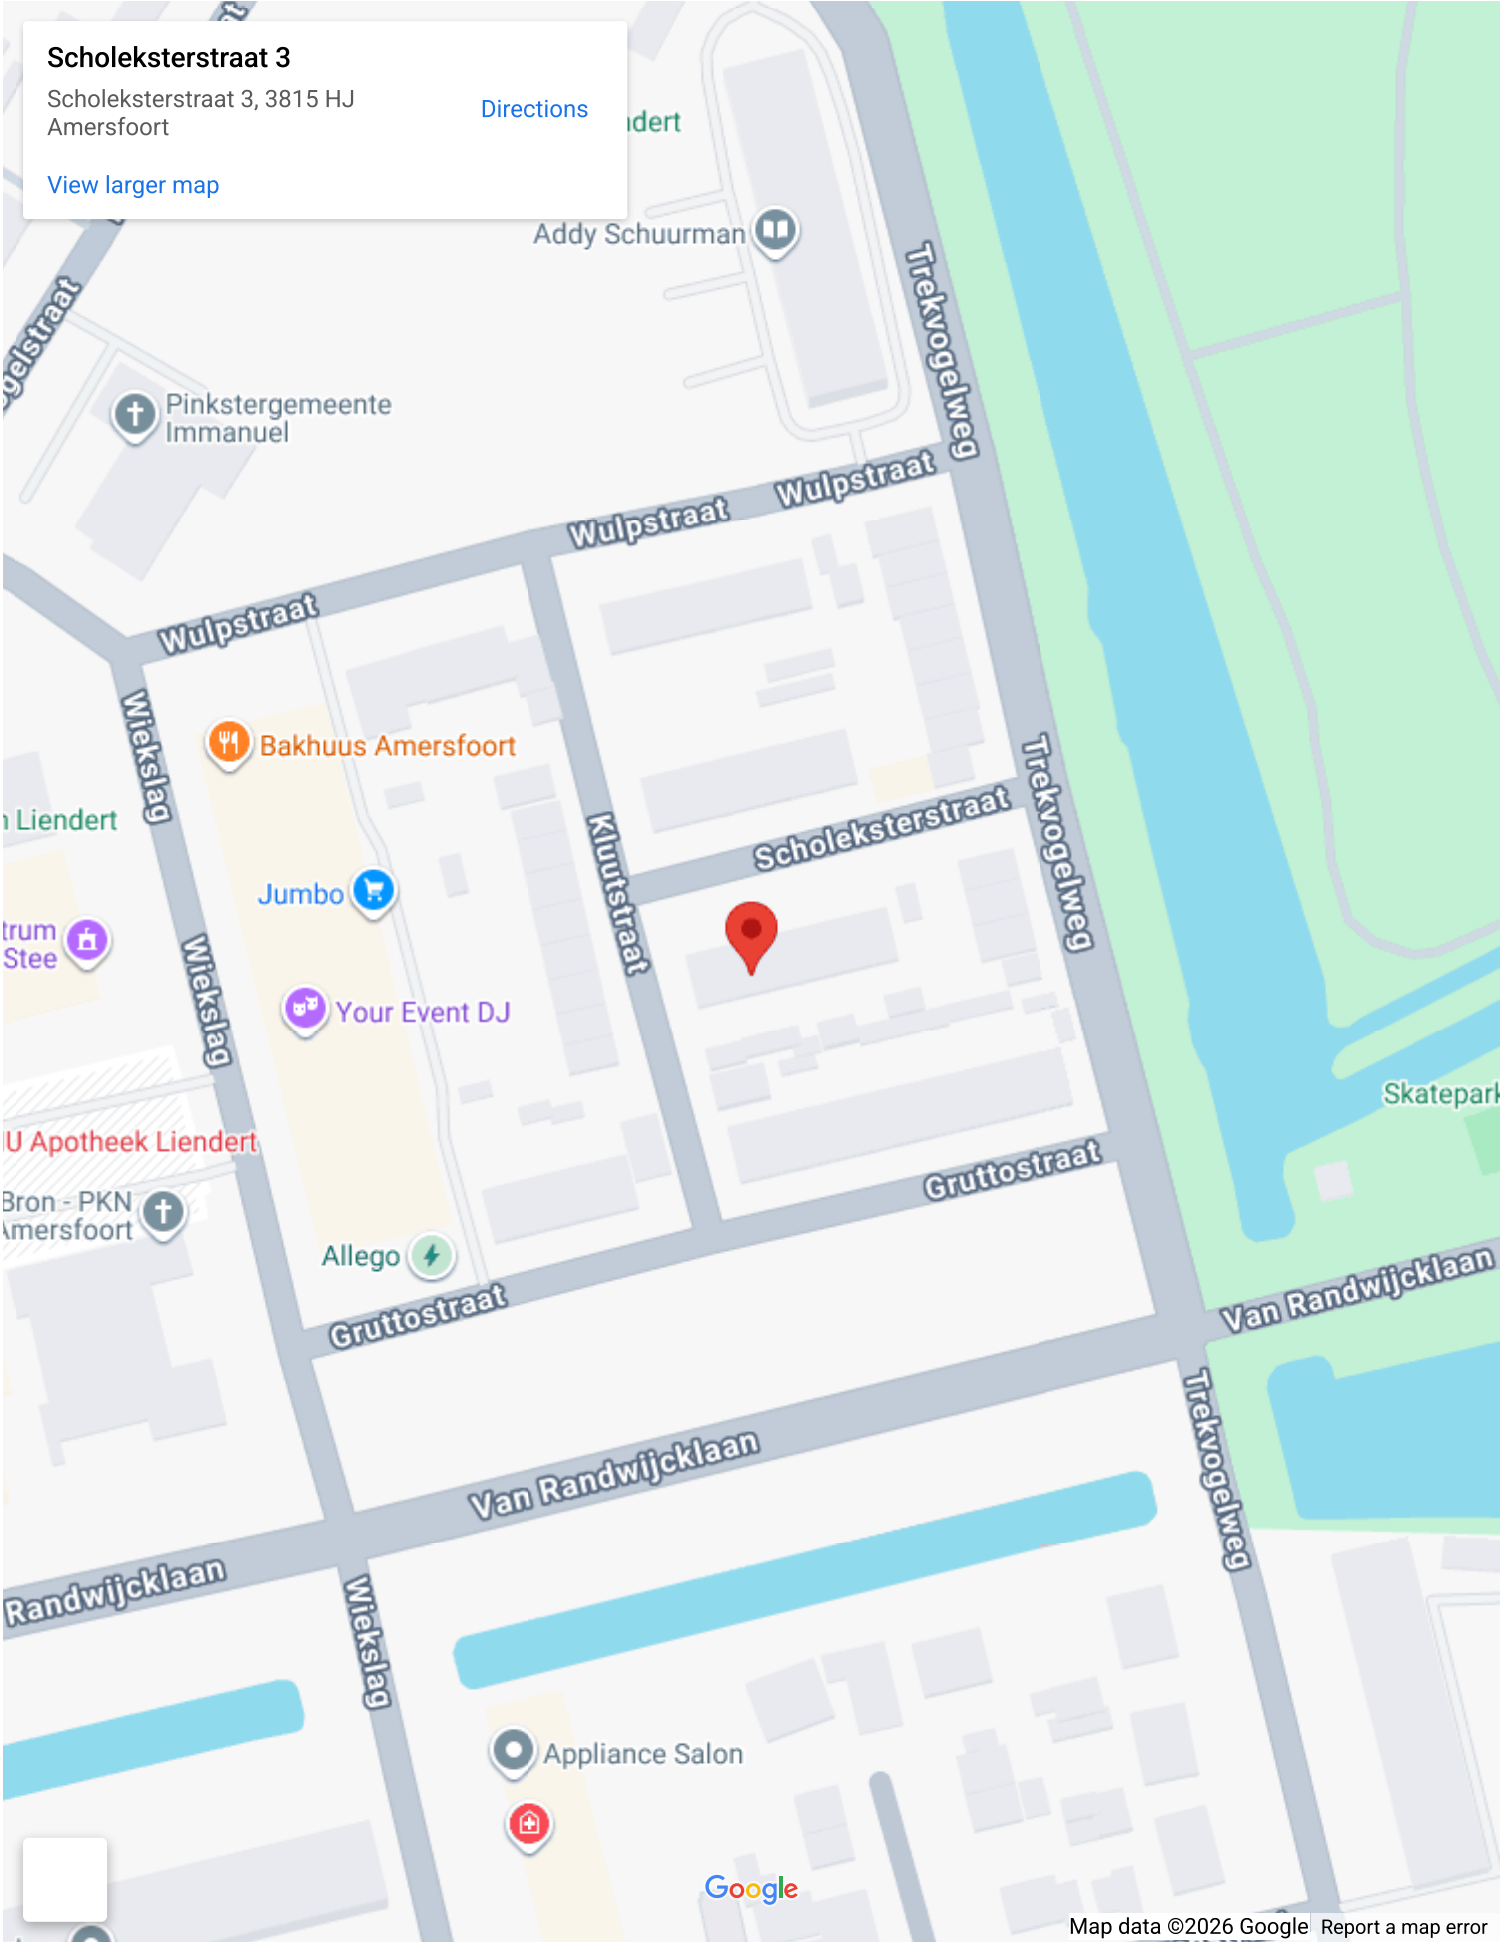 Scholeksterstraat 3
Scholeksterstraat 3, 3815 HJ
Amersfoort
Directions
View larger map
Addy Schuurman
Trekvogelweg
Pinkstergemeente
Immanuel
Wulpstraat
Wulpstraat
Wulpstraat
Wiekslag
Bakhuus Amersfoort
Trekvogelweg
Liendert
Kluutstraat
Scholeksterstraat
Jumbo
Stee
Wiekslag
Your Event DJ
Skatepark
Apotheek Liendert
Bron - PKN
Amersfoort
Gruttostraat
Allego
Gruttostraat
Van Randwijcklaan
Trekvogelweg
Van Randwijcklaan
Randwijcklaan
Wiekslag
Appliance Salon
Google
Map data ©2026 Google
Report a map error